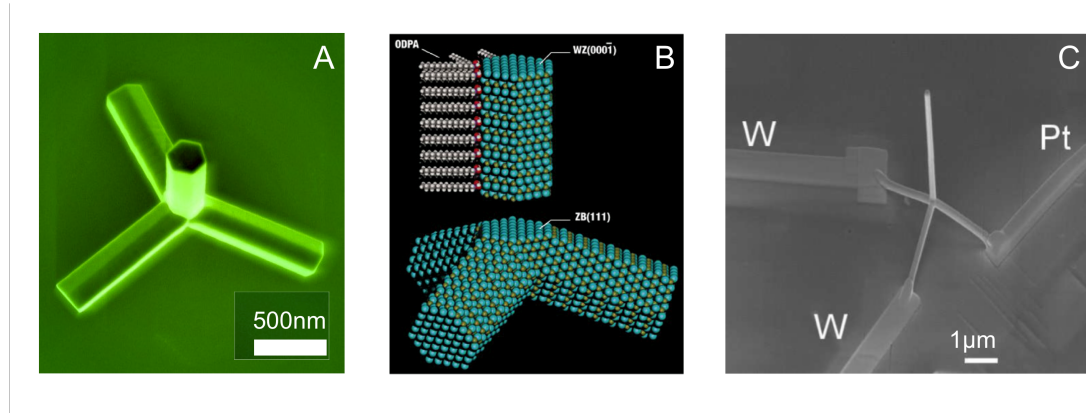 A
500nm
B
ODPA
WZ(0001̄)
ZB(111)
C
W
Pt
W
1μm